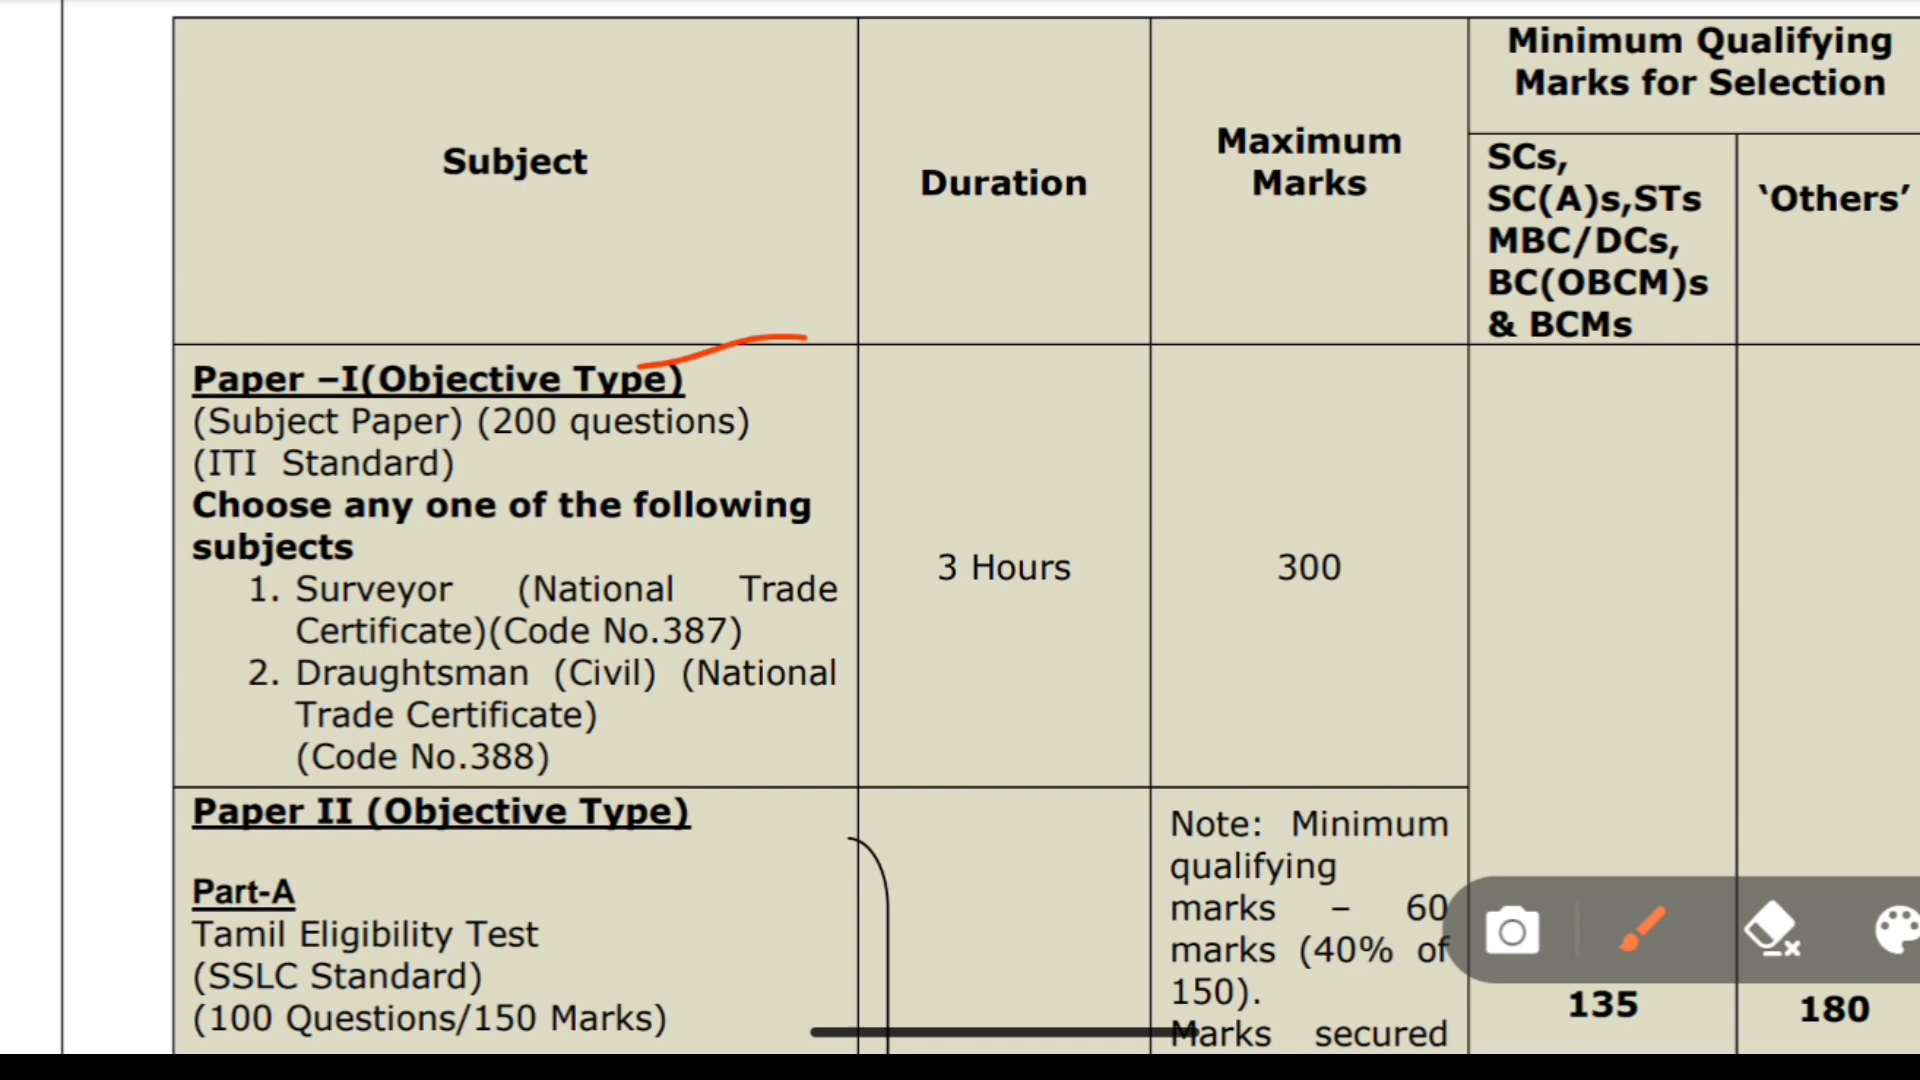 Subject
Duration
Maximum
Marks
Minimum Qualifying
Marks for Selection
SCs,
SC(A)s,STs
MBC/DCs,
BC(OBCM)s
& BCMs
‘Others’
Paper –I(Objective Type)
(Subject Paper) (200 questions)
(ITI Standard)
Choose any one of the following
subjects
1. Surveyor (National Trade
Certificate)(Code No.387)
2. Draughtsman (Civil) (National
Trade Certificate)
(Code No.388)
3 Hours
300
Paper II (Objective Type)
Part-A
Tamil Eligibility Test
(SSLC Standard)
(100 Questions/150 Marks)
Note: Minimum
qualifying
marks – 60
marks (40% of
150).
Marks secured
135
180